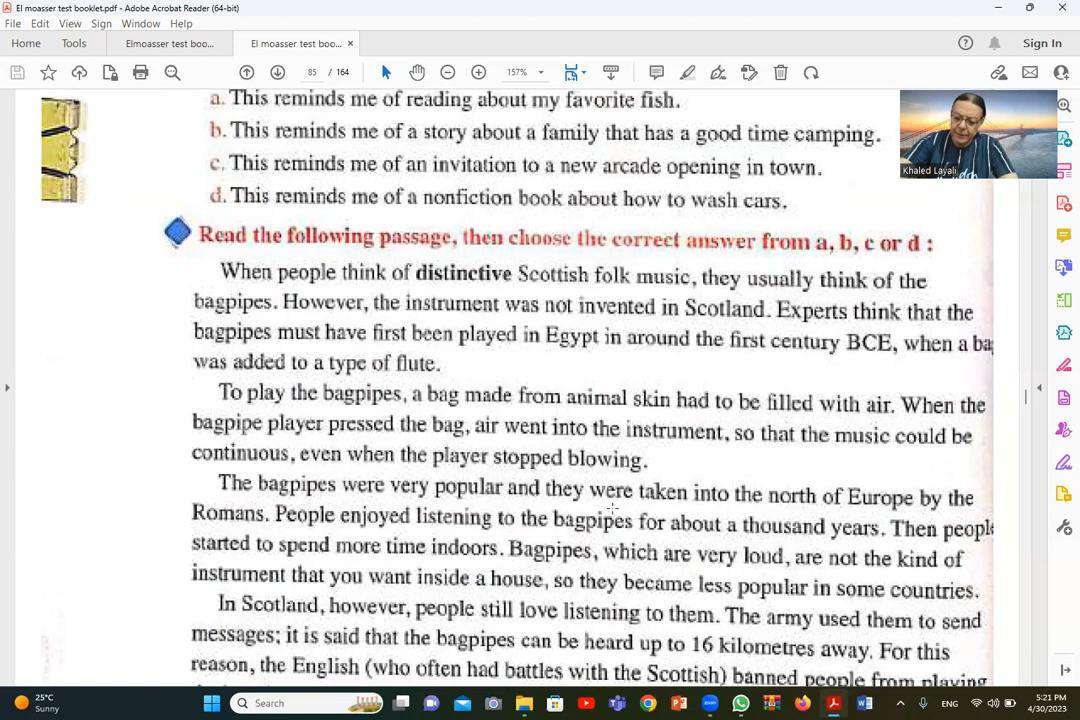 El moasser test booklet.pdf - Adobe Acrobat Reader (64-bit)
File Edit View Sign Window Help
Home Tools Elmoasser test boo... El moasser test boo... × Sign In
85 / 164 157%
a. This reminds me of reading about my favorite fish.
b. This reminds me of a story about a family that has a good time camping.
c. This reminds me of an invitation to a new arcade opening in town.
d. This reminds me of a nonfiction book about how to wash cars.
Khaled Layali
Read the following passage, then choose the correct answer from a, b, c or d :
When people think of distinctive Scottish folk music, they usually think of the
bagpipes. However, the instrument was not invented in Scotland. Experts think that the
bagpipes must have first been played in Egypt in around the first century BCE, when a ba
was added to a type of flute.
To play the bagpipes, a bag made from animal skin had to be filled with air. When the
bagpipe player pressed the bag, air went into the instrument, so that the music could be
continuous, even when the player stopped blowing.
The bagpipes were very popular and they were taken into the north of Europe by the
Romans. People enjoyed listening to the bagpipes for about a thousand years. Then people
started to spend more time indoors. Bagpipes, which are very loud, are not the kind of
instrument that you want inside a house, so they became less popular in some countries.
In Scotland, however, people still love listening to them. The army used them to send
messages; it is said that the bagpipes can be heard up to 16 kilometres away. For this
reason, the English (who often had battles with the Scottish) banned people from playing
25°C
Sunny
Search
ENG
5:21 PM
4/30/2023